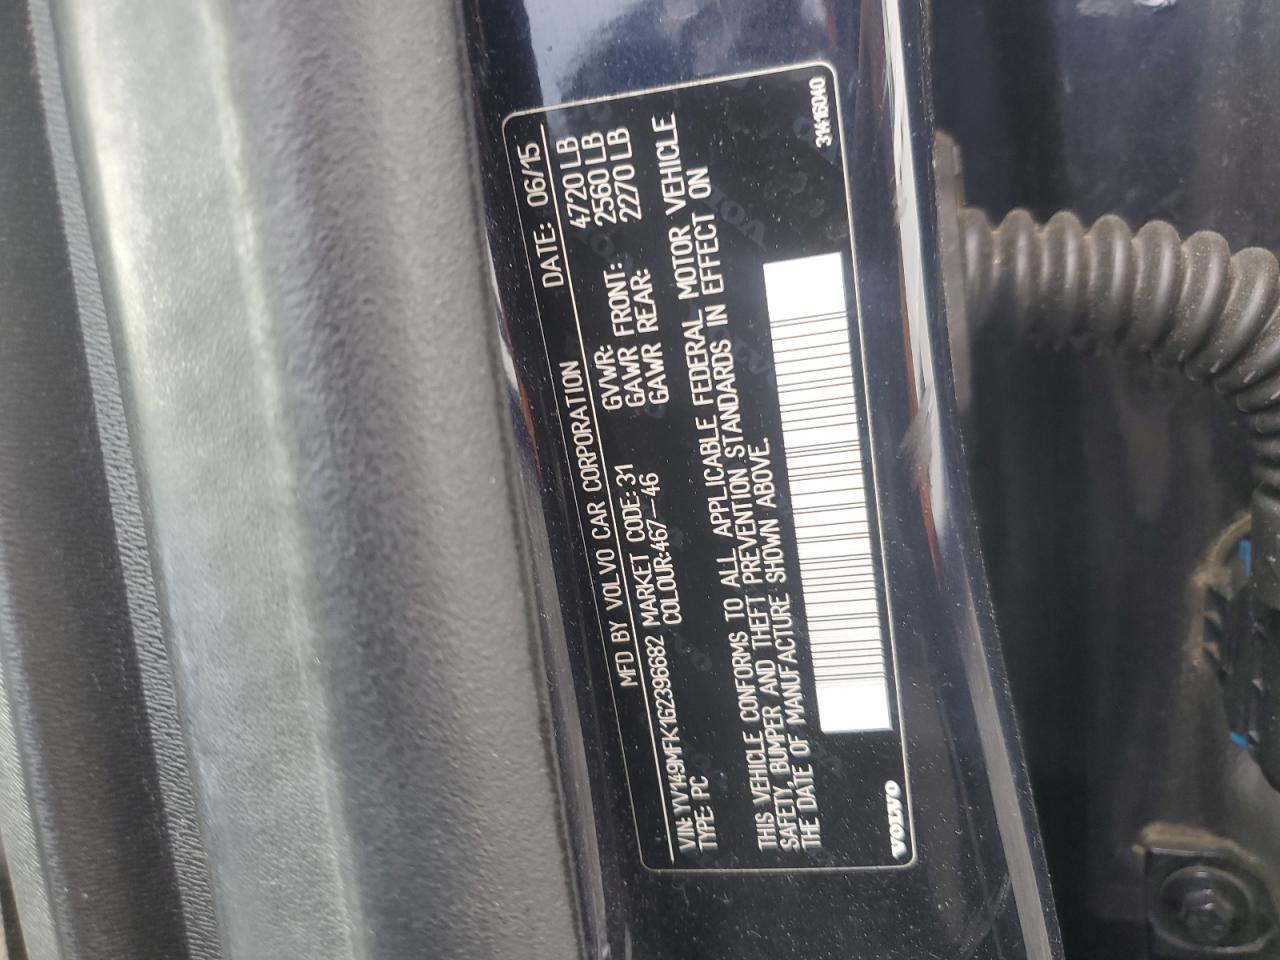 MFD BY VOLVO CAR CORPORATION DATE: 06/15
VIN: YV149MFK1G2396682 MARKET CODE: 31 GVWR: 4720 LB
TYPE: PC COLOUR:467-46 GAWR FRONT: 2560 LB
GAWR REAR: 2270 LB
THIS VEHICLE CONFORMS TO ALL APPLICABLE FEDERAL MOTOR VEHICLE
SAFETY, BUMPER AND THEFT PREVENTION STANDARDS IN EFFECT ON
THE DATE OF MANUFACTURE SHOWN ABOVE.
VOLVO 31416040